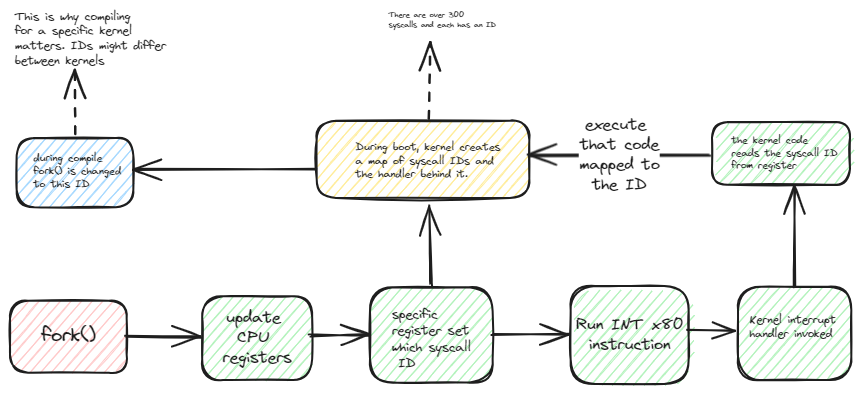 This is why compiling
for a specific kernel
matters. IDs might differ
between kernels
There are over 300
syscalls and each has an ID
during compile
fork() is changed
to this ID
During boot, kernel creates
a map of syscall IDs and
the handler behind it.
execute
that code
mapped to
the ID
the kernel code
reads the syscall ID
from register
fork()
update
CPU
registers
specific
register set
which syscall
ID
Run INT x80
instruction
Kernel interrupt
handler invoked